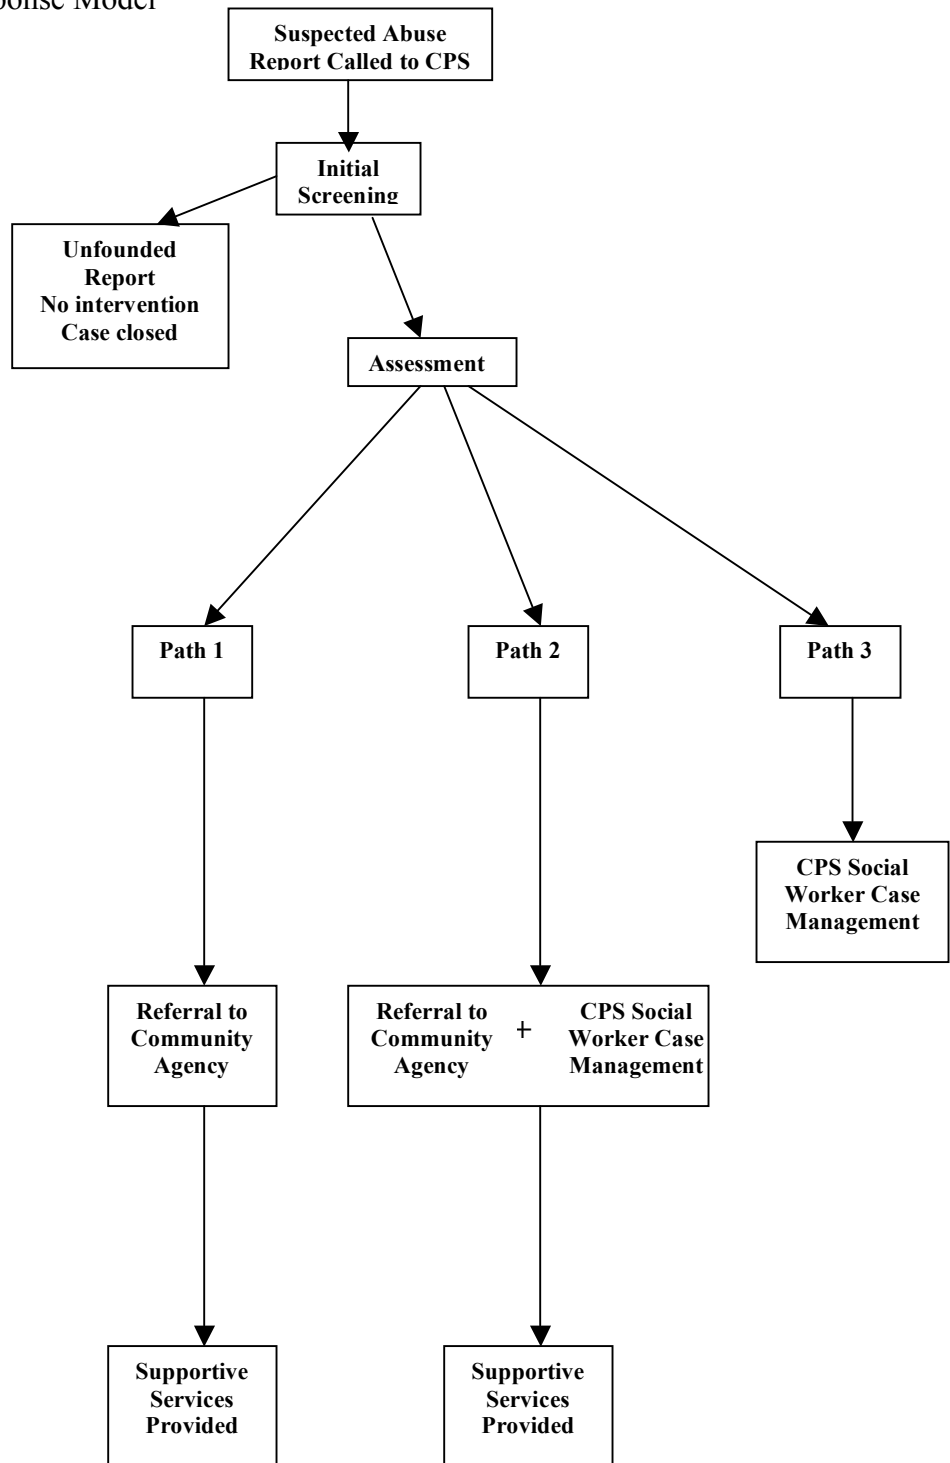 Model
Suspected Abuse
Report Called to CPS
Initial
Screening
Unfounded
Report
No intervention
Case closed
Assessment
Path 1
Path 2
Path 3
CPS Social
Worker Case
Management
Referral to
Community
Agency
Referral to
Community
Agency
+
CPS Social
Worker Case
Management
Supportive
Services
Provided
Supportive
Services
Provided